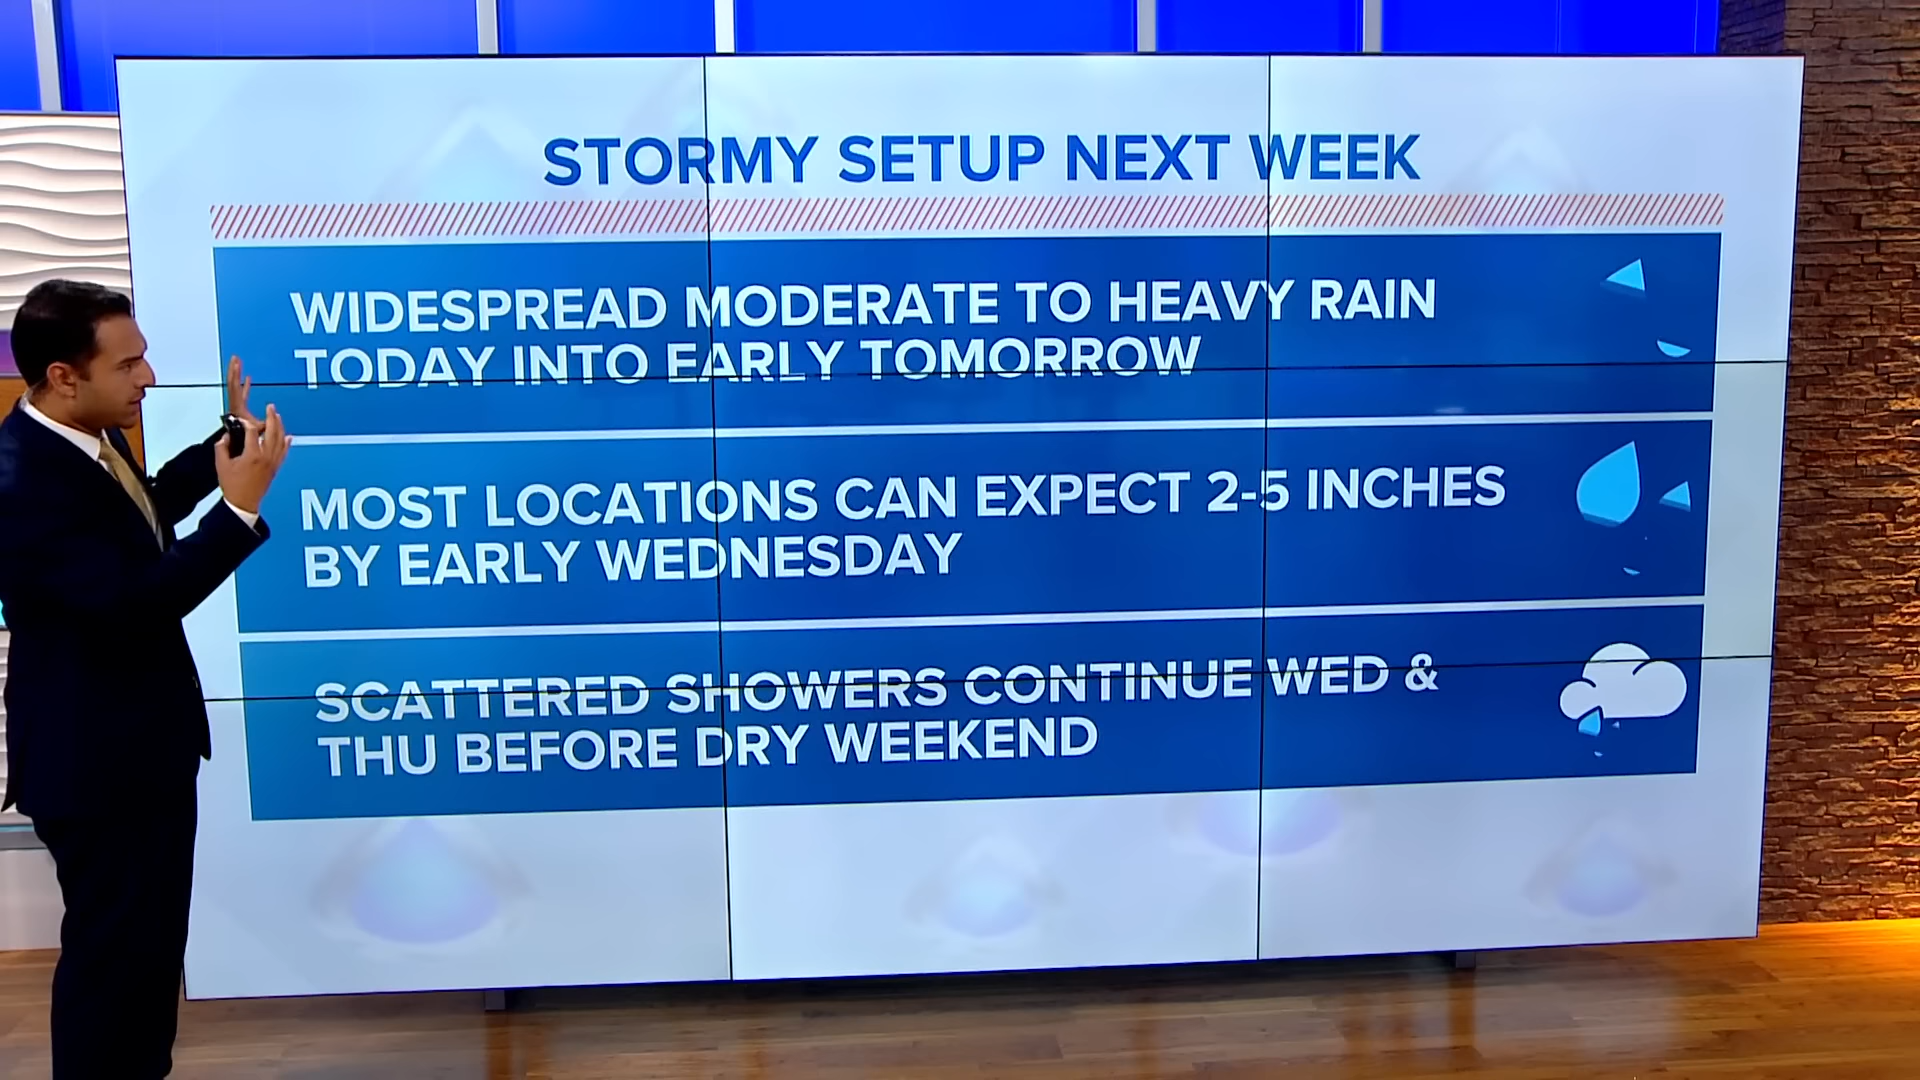 STORMY SETUP NEXT WEEK
WIDESPREAD MODERATE TO HEAVY RAIN
TODAY INTO EARLY TOMORROW
MOST LOCATIONS CAN EXPECT 2-5 INCHES
BY EARLY WEDNESDAY
SCATTERED SHOWERS CONTINUE WED &
THU BEFORE DRY WEEKEND